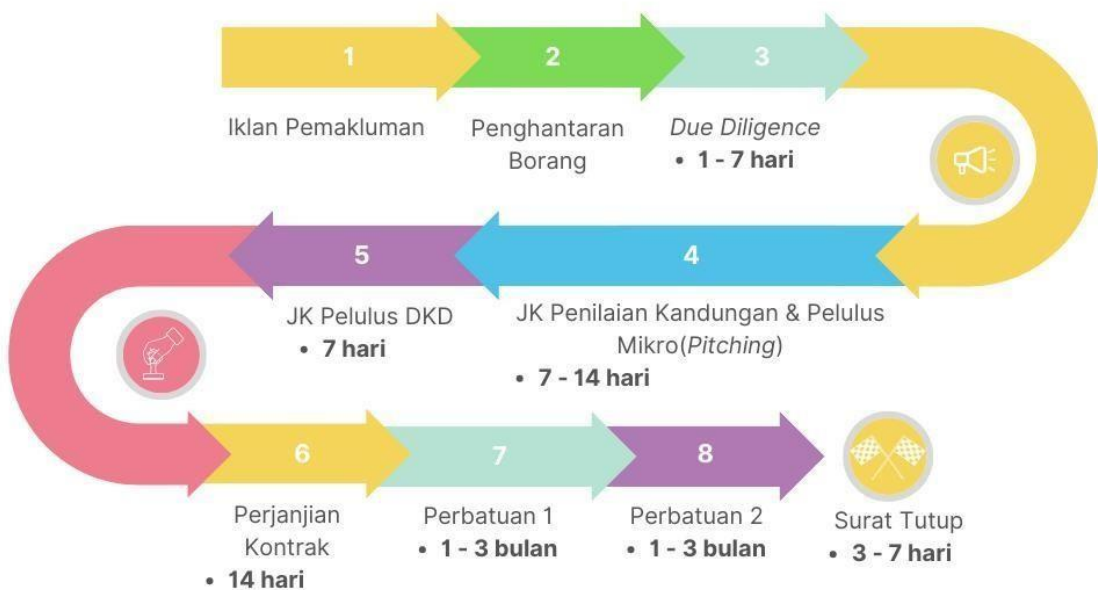 1
2
3
Iklan Pemakluman
Penghantaran
Borang
Due Diligence
• 1 - 7 hari
4
JK Penilaian Kandungan & Pelulus
Mikro(Pitching)
• 7 - 14 hari
5
JK Pelulus DKD
• 7 hari
6
Perjanjian
Kontrak
• 14 hari
7
Perbatuan 1
• 1 - 3 bulan
8
Perbatuan 2
• 1 - 3 bulan
Surat Tutup
• 3 - 7 hari